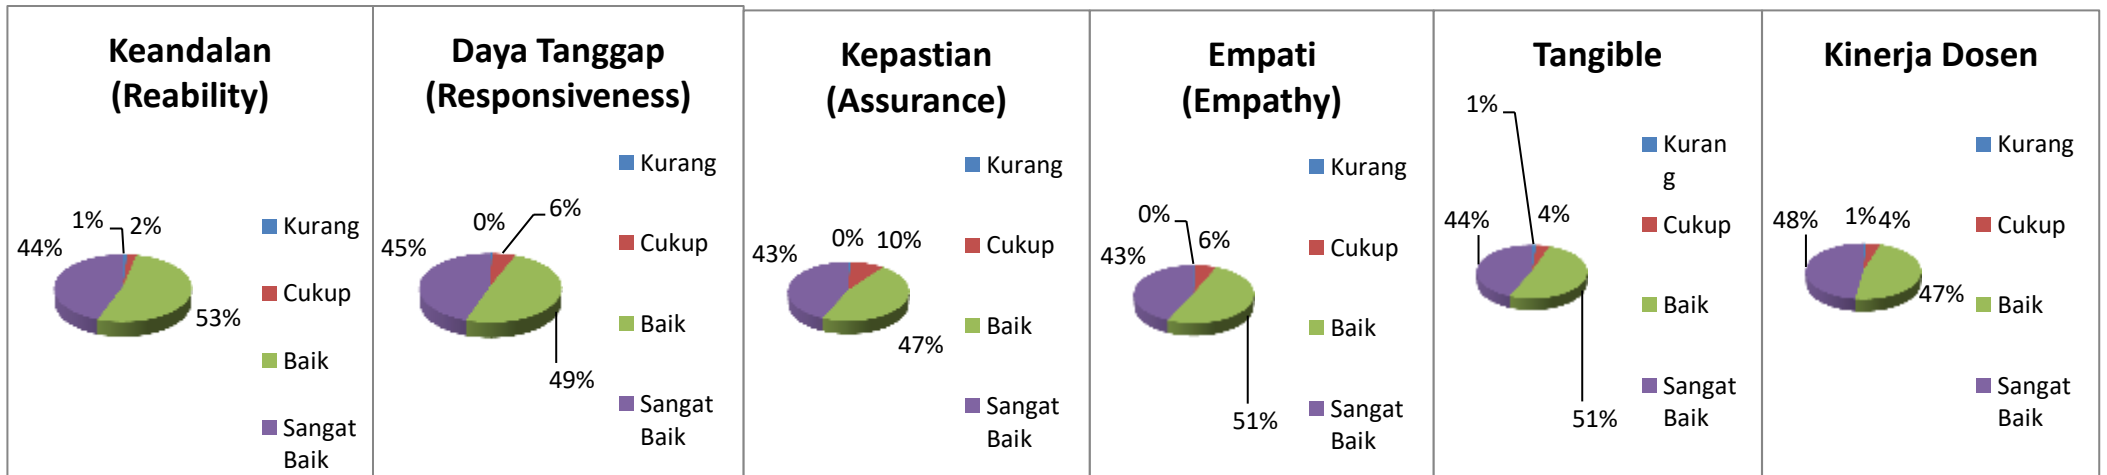 Keandalan
(Reability)
1%
2%
44%
53%
Kurang
Cukup
Baik
Sangat
Baik
Daya Tanggap
(Responsiveness)
0%
6%
45%
49%
Kurang
Cukup
Baik
Sangat
Baik
Kepastian
(Assurance)
43%
0%
10%
47%
Kurang
Cukup
Baik
Sangat
Baik
Empati
(Empathy)
0%
6%
43%
51%
Kurang
Cukup
Baik
Sangat
Baik
Tangible
1%
44%
4%
51%
Kuran
g
Cukup
Baik
Sangat
Baik
Kinerja Dosen
48%
1%
4%
47%
Kurang
Cukup
Baik
Sangat
Baik